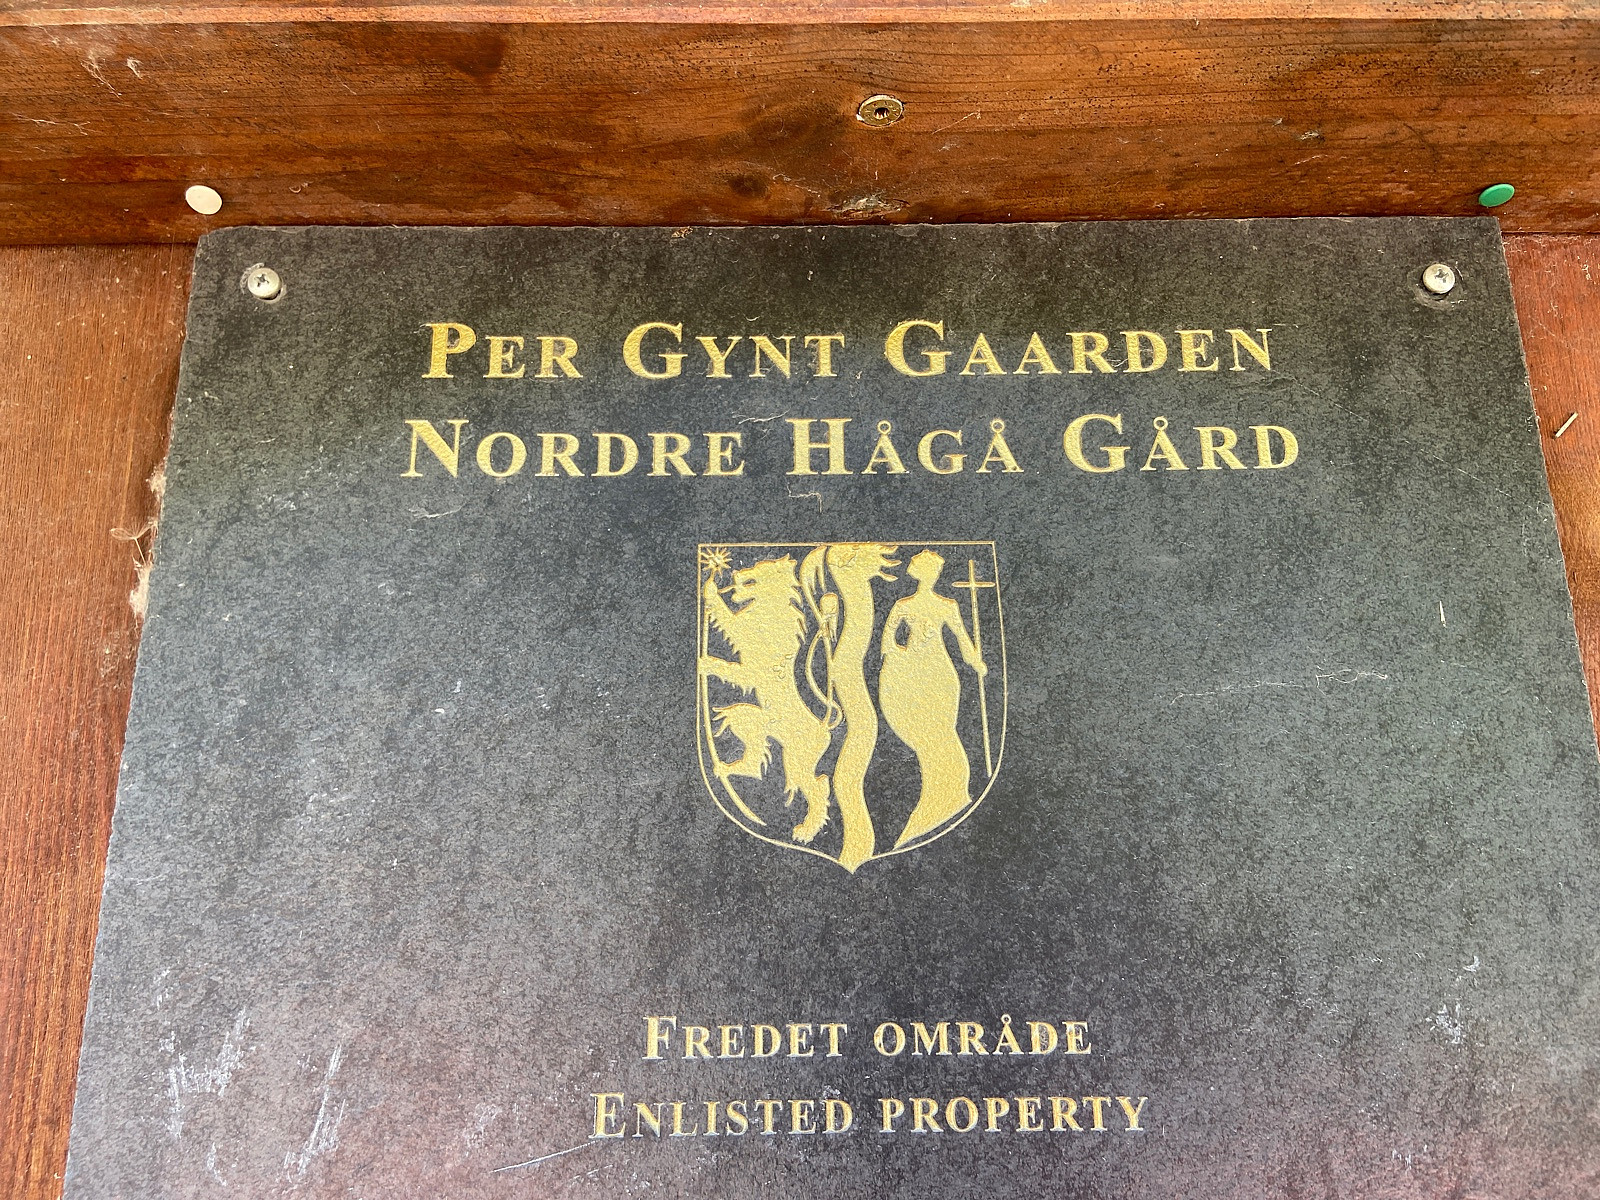 PER GYNT GAARDEN
NORDRE HÅGÅ GÅRD
FREDET OMRÅDE
ENLISTED PROPERTY